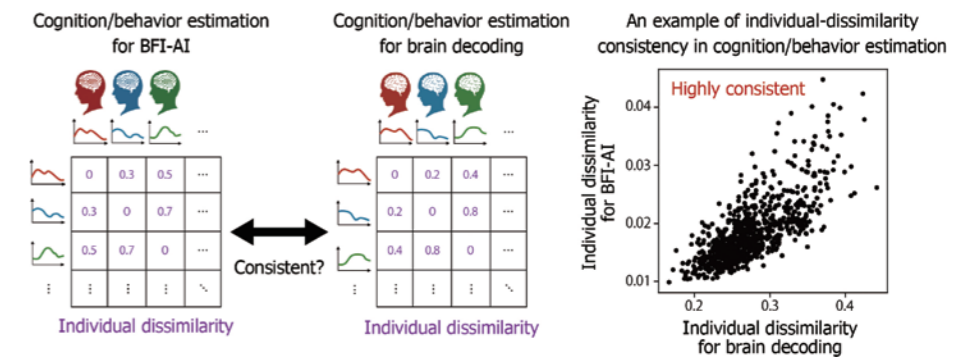 Cognition/behavior estimation
for BFI-AI
...
0 0.3 0.5 ...
0.3 0 0.7 ...
0.5 0.7 0 ...
⋮ ⋮ ⋮ ⋮ ⋱
Individual dissimilarity
Consistent?
Cognition/behavior estimation
for brain decoding
...
0 0.2 0.4 ...
0.2 0 0.8 ...
0.4 0.8 0 ...
⋮ ⋮ ⋮ ⋮ ⋱
Individual dissimilarity
An example of individual-dissimilarity
consistency in cognition/behavior estimation
Highly consistent
Individual dissimilarity
for BFI-AI
0.04
0.03
0.02
0.01
0.2 0.3 0.4
Individual dissimilarity
for brain decoding